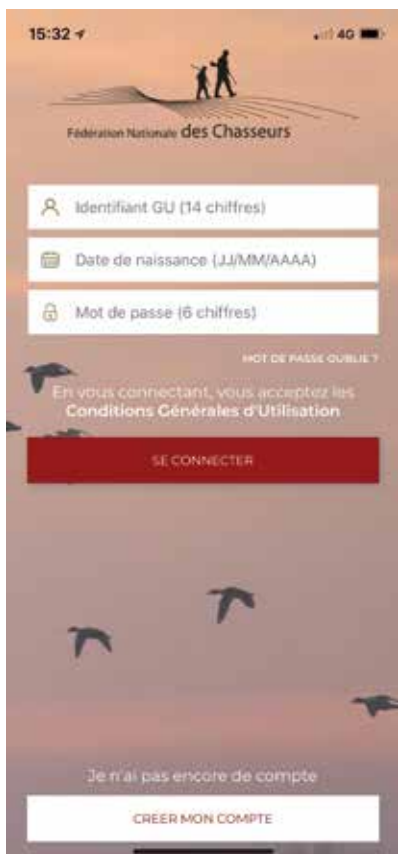 15:32
4G
Fédération Nationale des Chasseurs
Identifiant GU (14 chiffres)
Date de naissance (JJ/MM/AAAA)
Mot de passe (6 chiffres)
MOT DE PASSE OUBLIE ?
En vous connectant, vous acceptez les
Conditions Générales d'Utilisation
SE CONNECTER
Je n'ai pas encore de compte
CREER MON COMPTE